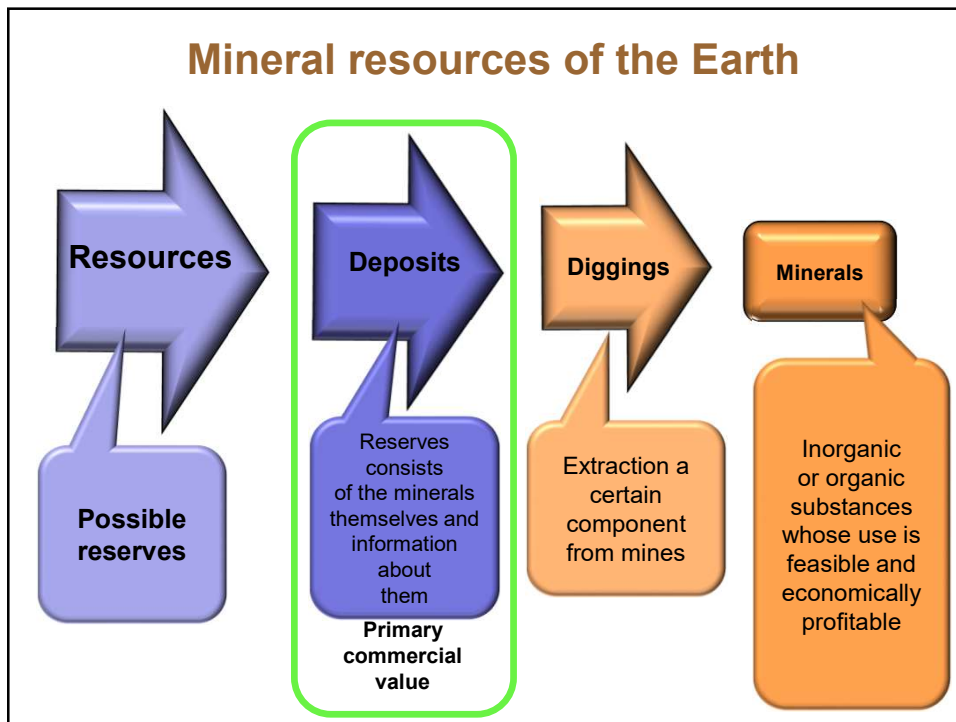 Mineral resources of the Earth
Resources
Deposits
Diggings
Minerals
Possible
reserves
Reserves
consists
of the minerals
themselves and
information
about
them
Primary
commercial
value
Extraction a
certain
component
from mines
Inorganic
or organic
substances
whose use is
feasible and
economically
profitable